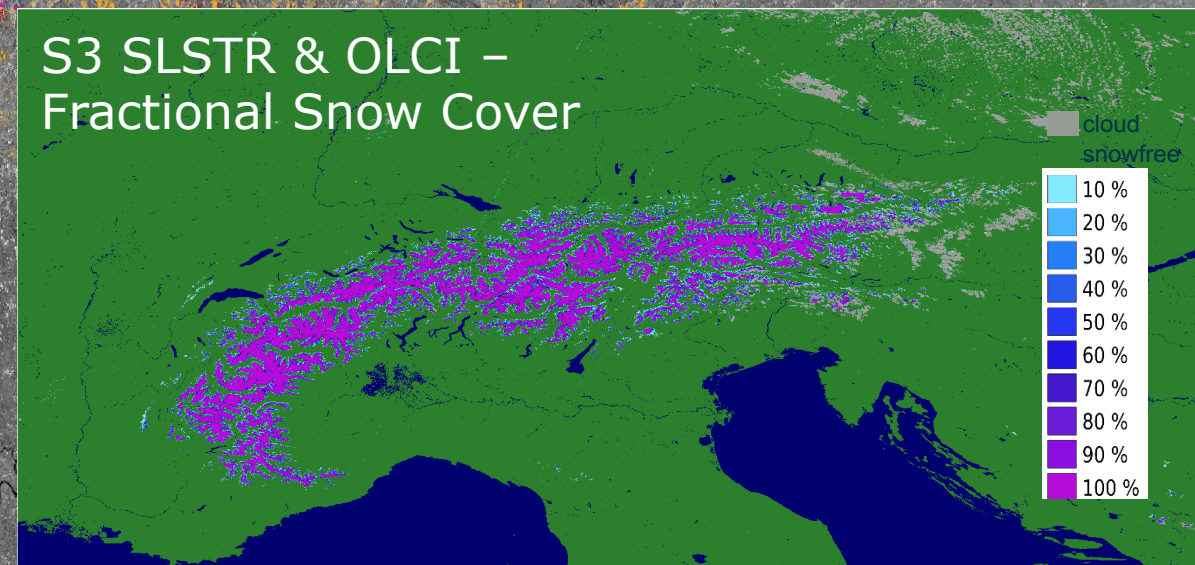 S3 SLSTR & OLCI –
Fractional Snow Cover
cloud
snowfree
10 %
20 %
30 %
40 %
50 %
60 %
70 %
80 %
90 %
100 %